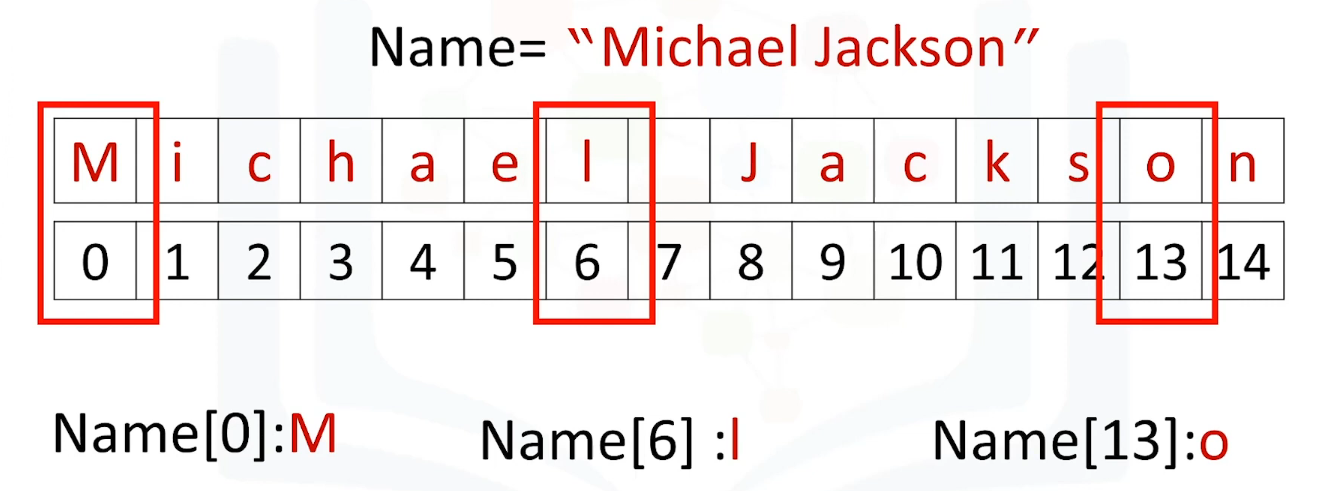 Name= “Michael Jackson”
M i c h a e l J a c k s o n
0 1 2 3 4 5 6 7 8 9 10 11 12 13 14
Name[0]:M Name[6] :l Name[13]:o